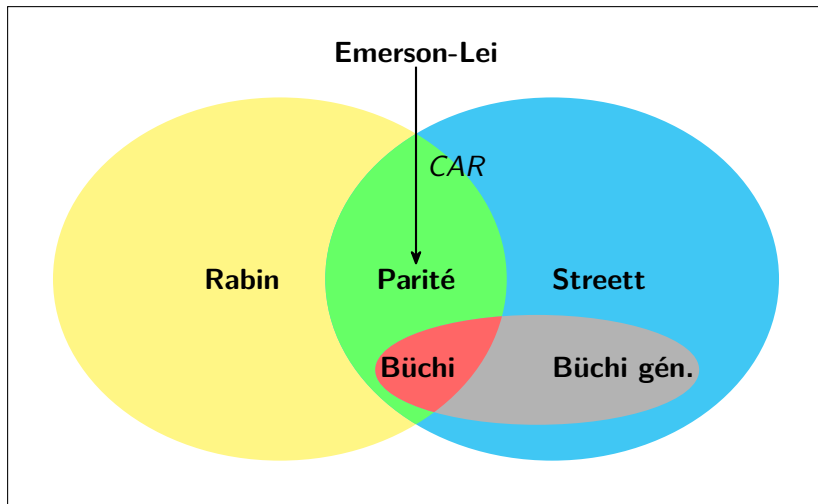 Emerson-Lei
CAR
Rabin
Parité
Streett
Büchi
Büchi gén.